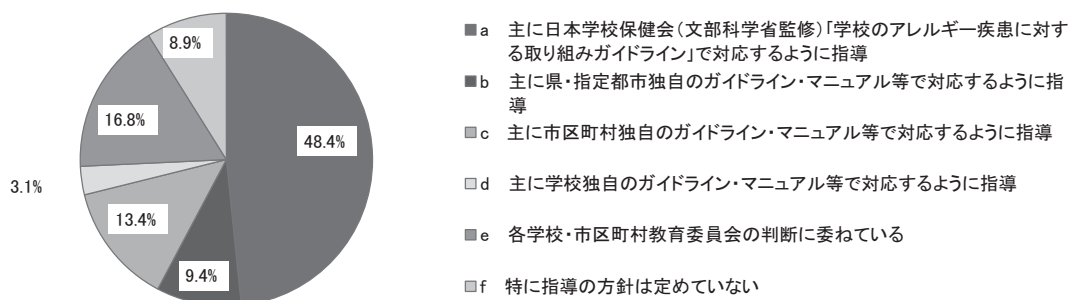 8.9%
16.8%
48.4%
3.1%
13.4%
9.4%
a 主に日本学校保健会(文部科学省監修)「学校のアレルギー疾患に対す
る取り組みガイドライン」で対応するように指導
b 主に県・指定都市独自のガイドライン・マニュアル等で対応するように指
導
c 主に市区町村独自のガイドライン・マニュアル等で対応するように指導
d 主に学校独自のガイドライン・マニュアル等で対応するように指導
e 各学校・市区町村教育委員会の判断に委ねている
f 特に指導の方針は定めていない